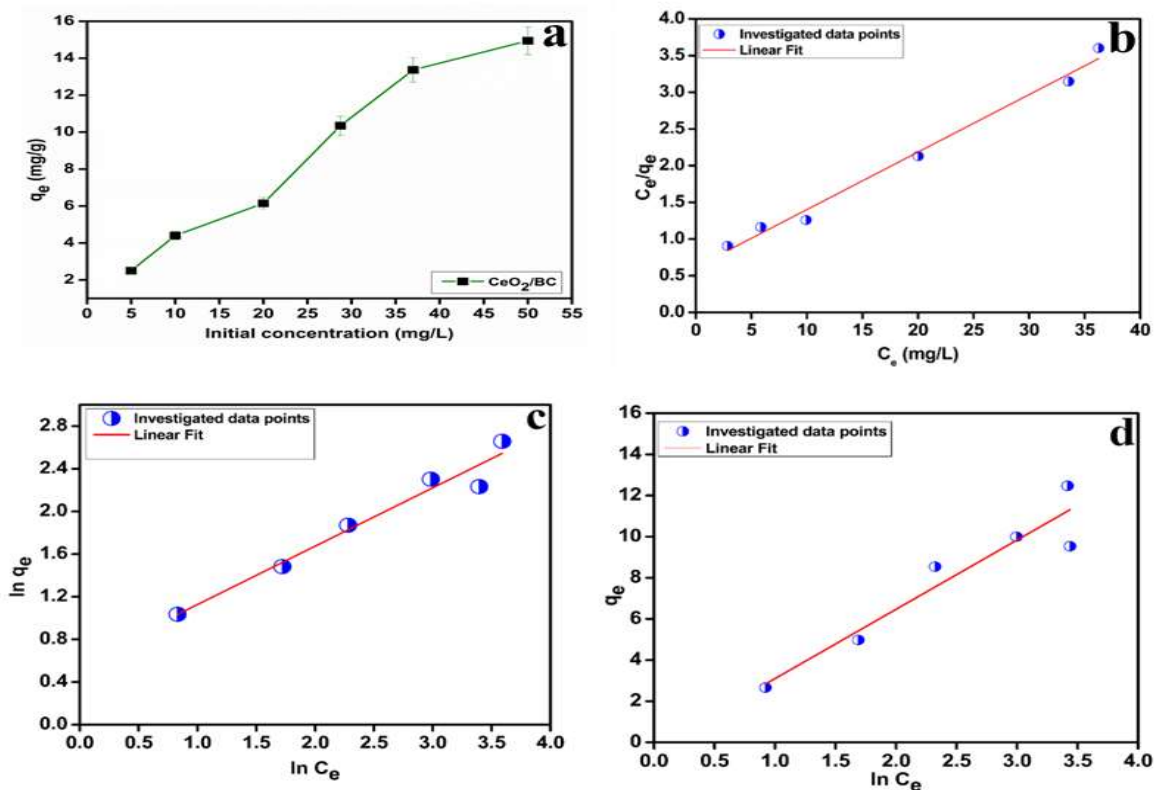 a
16
14
12
10
8
6
4
2
qe (mg/g)
CeO2/BC
0 5 10 15 20 25 30 35 40 45 50 55
Initial concentration (mg/L)
b
Investigated data points
Linear Fit
4.0
3.5
3.0
2.5
2.0
1.5
1.0
0.5
0.0
Ce/qe
0 5 10 15 20 25 30 35 40
Ce (mg/L)
c
Investigated data points
Linear Fit
2.8
2.4
2.0
1.6
1.2
0.8
0.4
0.0
ln qe
0.0 0.5 1.0 1.5 2.0 2.5 3.0 3.5 4.0
ln Ce
d
Investigated data points
Linear Fit
16
14
12
10
8
6
4
2
0
qe
0.0 0.5 1.0 1.5 2.0 2.5 3.0 3.5 4.0
ln Ce